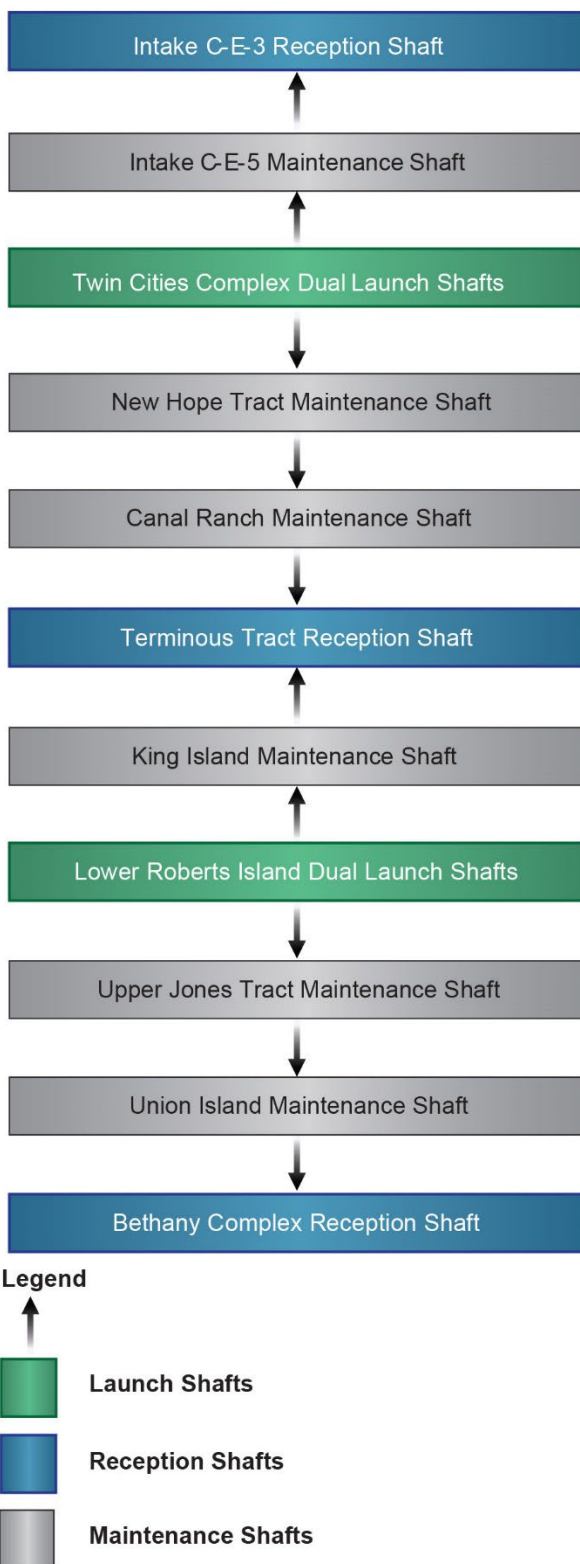 Intake C-E-3 Reception Shaft
Intake C-E-5 Maintenance Shaft
Twin Cities Complex Dual Launch Shafts
New Hope Tract Maintenance Shaft
Canal Ranch Maintenance Shaft
Terminous Tract Reception Shaft
King Island Maintenance Shaft
Lower Roberts Island Dual Launch Shafts
Upper Jones Tract Maintenance Shaft
Union Island Maintenance Shaft
Bethany Complex Reception Shaft
Legend
Launch Shafts
Reception Shafts
Maintenance Shafts